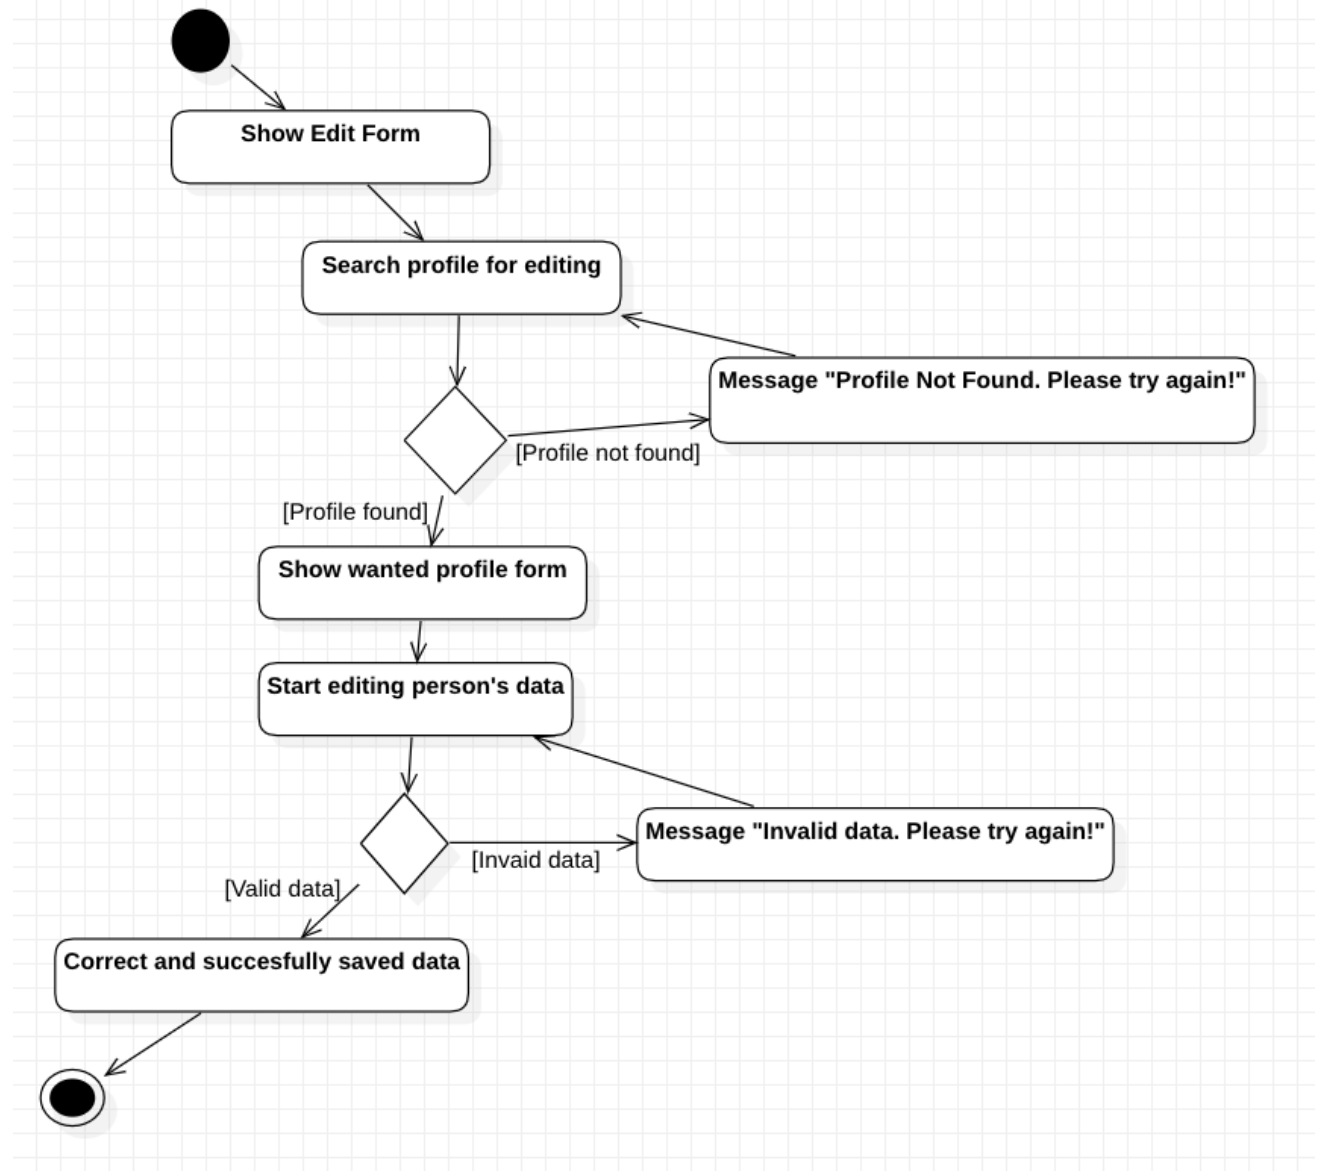 Show Edit Form
Search profile for editing
Message "Profile Not Found. Please try again!"
[Profile not found]
[Profile found]
Show wanted profile form
Start editing person's data
Message "Invalid data. Please try again!"
[Invaid data]
[Valid data]
Correct and succesfully saved data